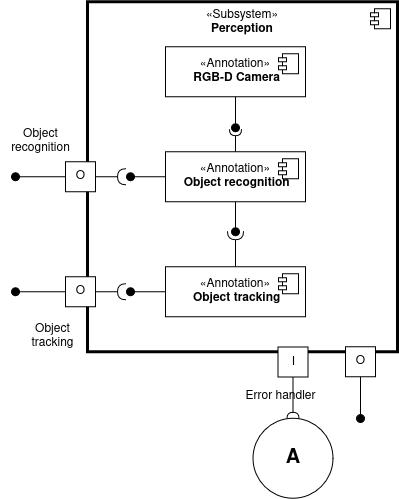 «Subsystem»
Perception
«Annotation»
RGB-D Camera
Object
recognition
O
«Annotation»
Object recognition
O
«Annotation»
Object tracking
Object
tracking
I
O
Error handler
A